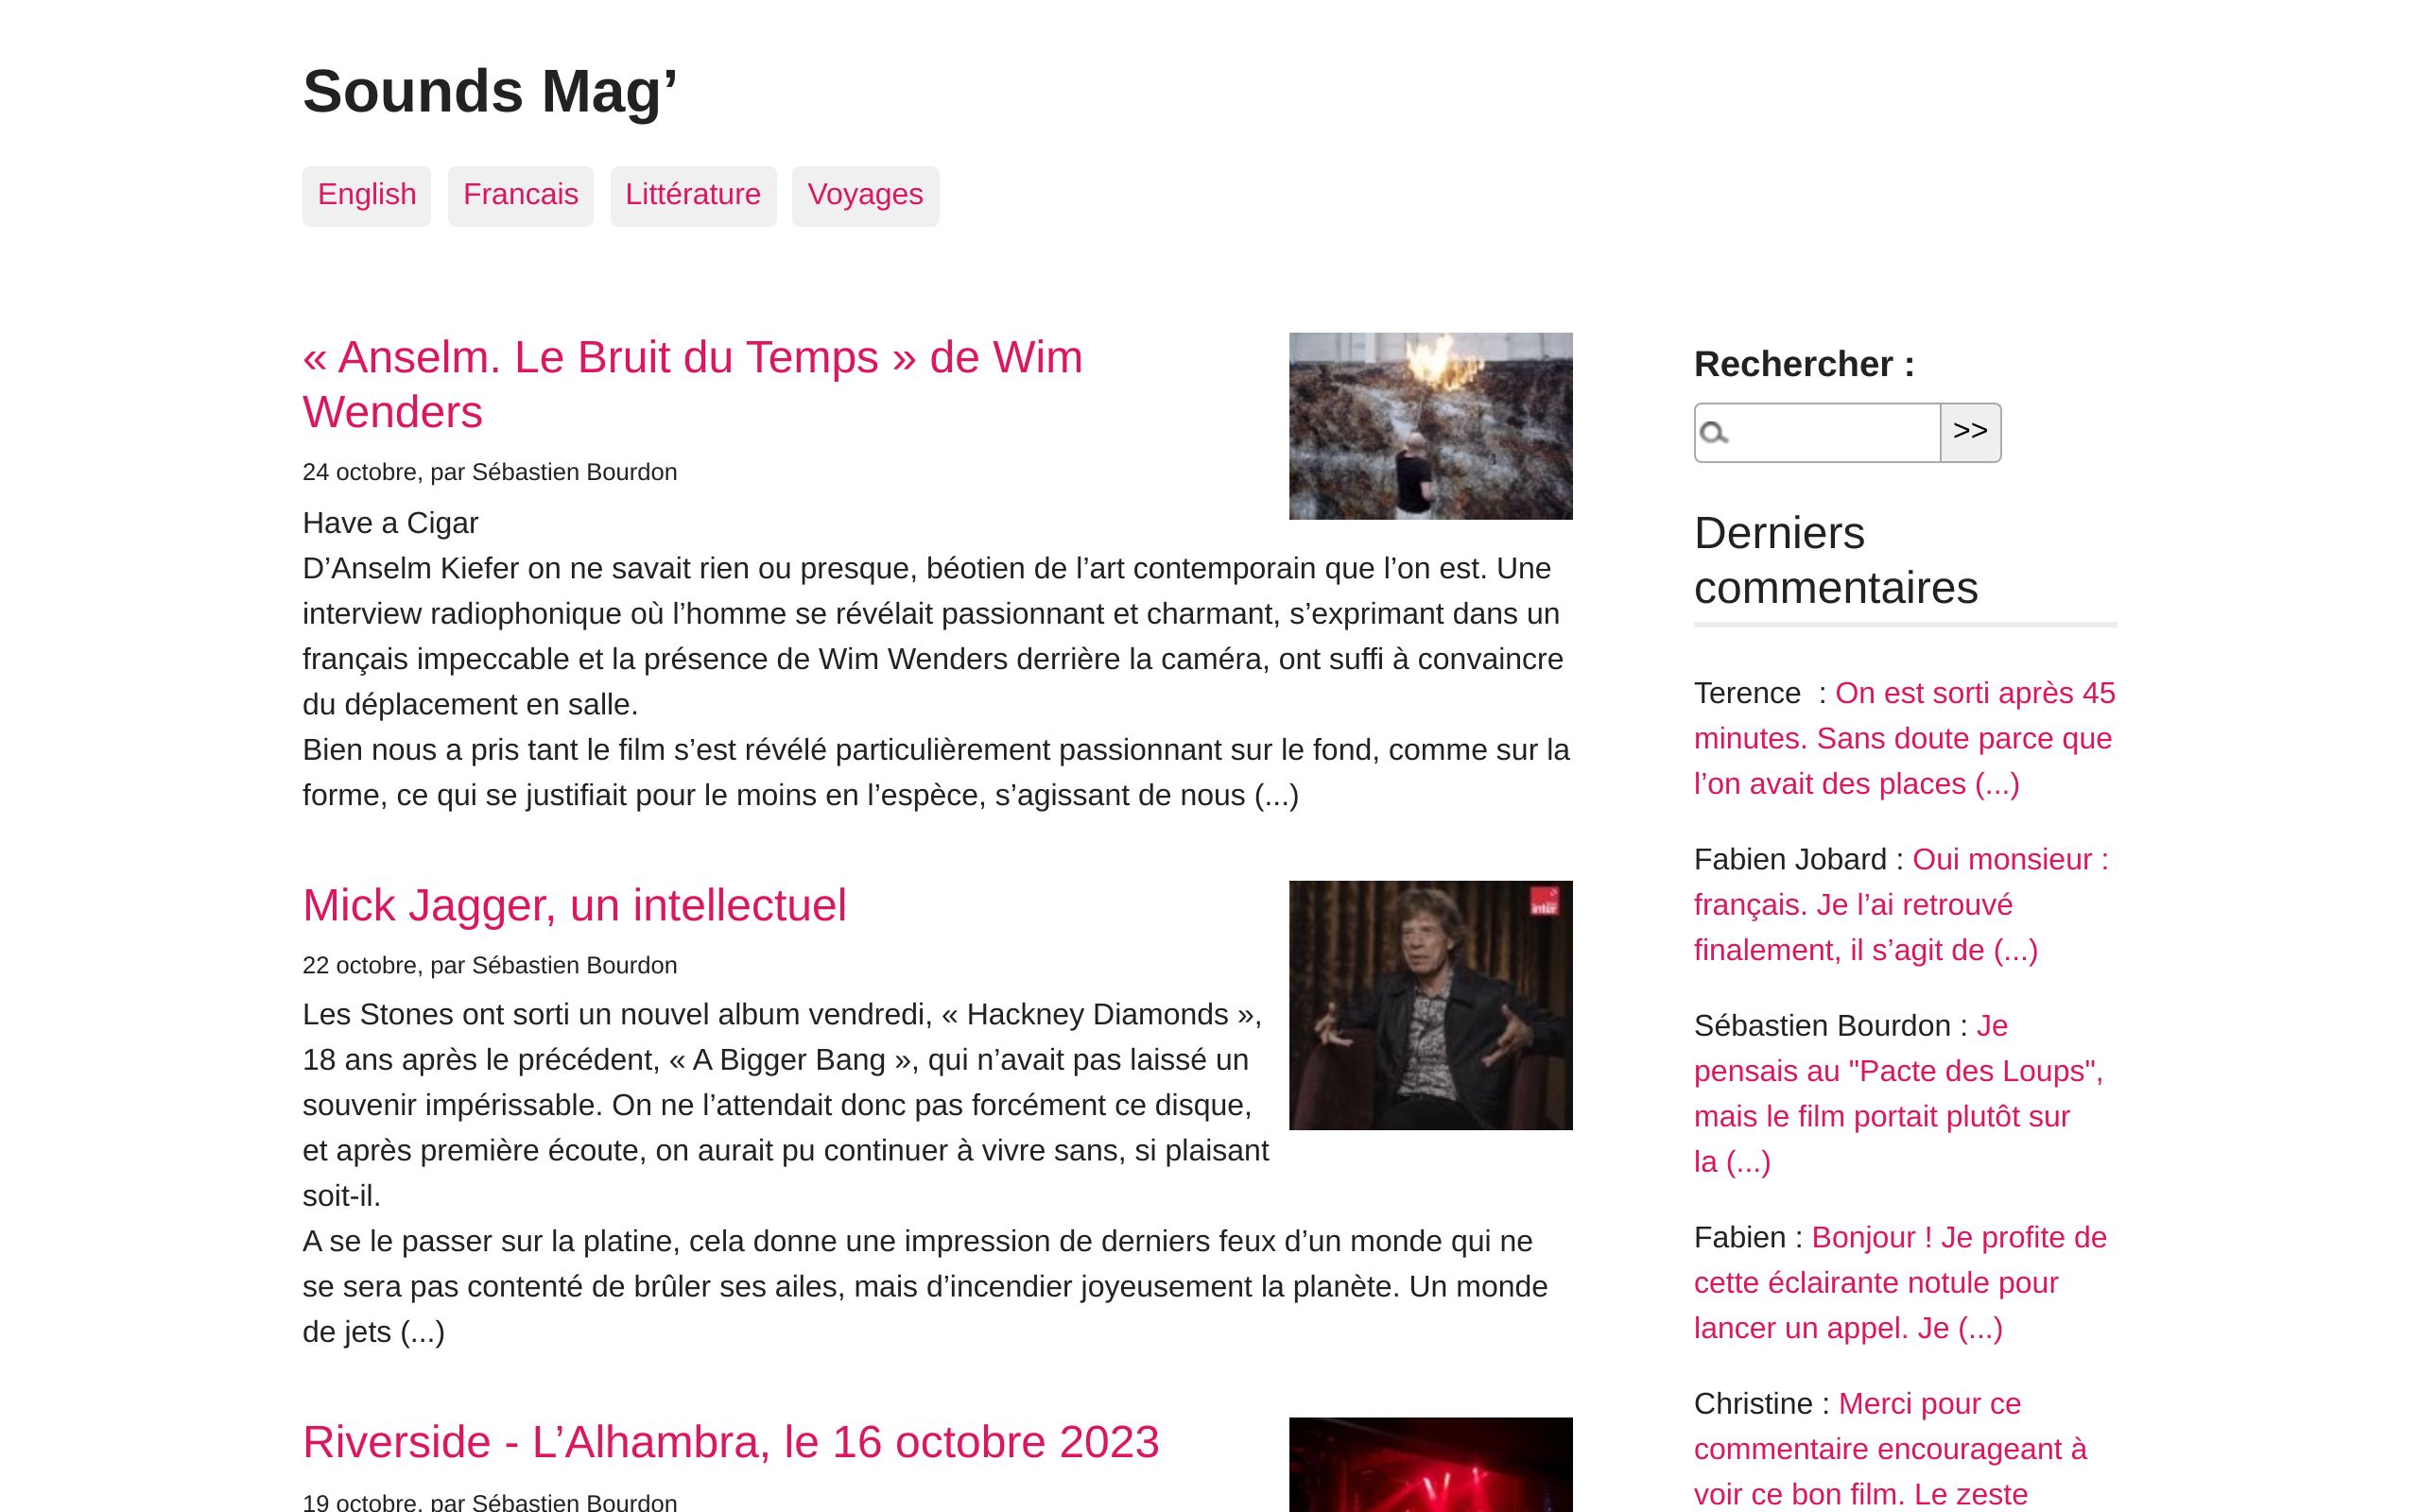 Sounds Mag’
English
Francais
Littérature
Voyages
« Anselm. Le Bruit du Temps » de Wim
Wenders
24 octobre, par Sébastien Bourdon
Have a Cigar
D’Anselm Kiefer on ne savait rien ou presque, béotien de l’art contemporain que l’on est. Une
interview radiophonique où l’homme se révélait passionnant et charmant, s’exprimant dans un
français impeccable et la présence de Wim Wenders derrière la caméra, ont suffi à convaincre
du déplacement en salle.
Bien nous a pris tant le film s’est révélé particulièrement passionnant sur le fond, comme sur la
forme, ce qui se justifiait pour le moins en l’espèce, s’agissant de nous (...)
Mick Jagger, un intellectuel
22 octobre, par Sébastien Bourdon
inter
Les Stones ont sorti un nouvel album vendredi, « Hackney Diamonds »,
18 ans après le précédent, « A Bigger Bang », qui n’avait pas laissé un
souvenir impérissable. On ne l’attendait donc pas forcément ce disque,
et après première écoute, on aurait pu continuer à vivre sans, si plaisant
soit-il.
A se le passer sur la platine, cela donne une impression de derniers feux d’un monde qui ne
se sera pas contenté de brûler ses ailes, mais d’incendier joyeusement la planète. Un monde
de jets (...)
Riverside - L’Alhambra, le 16 octobre 2023
19 octobre, par Sébastien Bourdon
Rechercher :
>>
Derniers
commentaires
Terence  : On est sorti après 45
minutes. Sans doute parce que
l’on avait des places (...)
Fabien Jobard : Oui monsieur :
français. Je l’ai retrouvé
finalement, il s’agit de (...)
Sébastien Bourdon : Je
pensais au "Pacte des Loups",
mais le film portait plutôt sur
la (...)
Fabien : Bonjour ! Je profite de
cette éclairante notule pour
lancer un appel. Je (...)
Christine : Merci pour ce
commentaire encourageant à
voir ce bon film. Le zeste